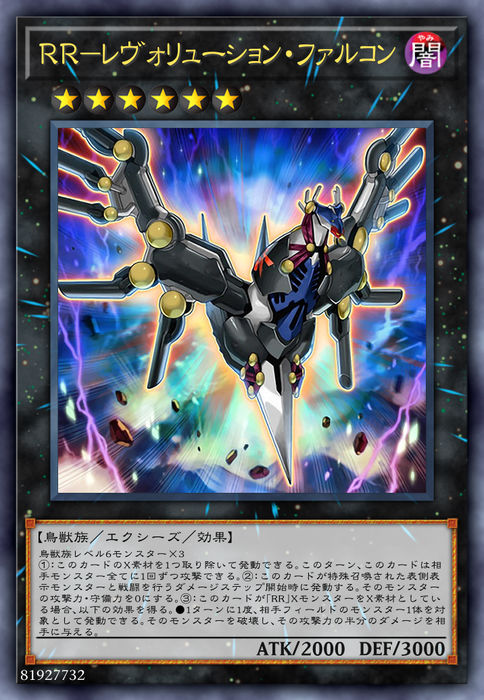 RR－レヴォリューション・ファルコン
やみ
闇
【鳥獣族／エクシーズ／効果】
鳥獣族レベル6モンスター×3
①：このカードのX素材を1つ取り除いて発動できる。このターン、このカードは相
手モンスター全てに1回ずつ攻撃できる。②：このカードが特殊召喚された表側表
示モンスターと戦闘を行うダメージステップ開始時に発動する。そのモンスター
の攻撃力・守備力を0にする。③：このカードが「RR」XモンスターをX素材としてい
る場合、以下の効果を得る。●1ターンに1度、相手フィールドのモンスター1体を対
象として発動できる。そのモンスターを破壊し、その攻撃力の半分のダメージを相
手に与える。
ATK/2000 DEF/3000
81927732